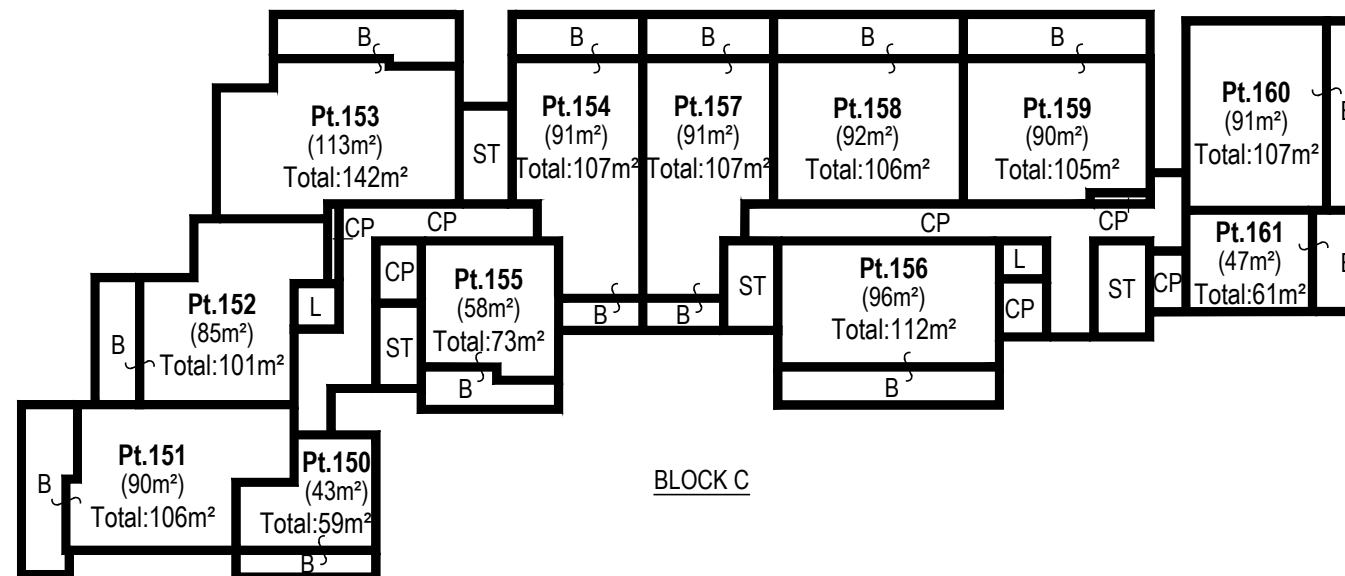 B
B
B
B
B
Pt.153
(113m²)
Total:142m²
ST
Pt.154
(91m²)
Total:107m²
Pt.157
(91m²)
Total:107m²
Pt.158
(92m²)
Total:106m²
Pt.159
(90m²)
Total:105m²
Pt.160
(91m²)
Total:107m²
B
CP
CP
CP
CP
Pt.161
(47m²)
Total:61m²
B
Pt.152
(85m²)
Total:101m²
B
L
CP
ST
Pt.155
(58m²)
Total:73m²
B
B
B
ST
Pt.156
(96m²)
Total:112m²
B
L
CP
ST
CP
Pt.151
(90m²)
Total:106m²
B
Pt.150
(43m²)
Total:59m²
B
BLOCK C